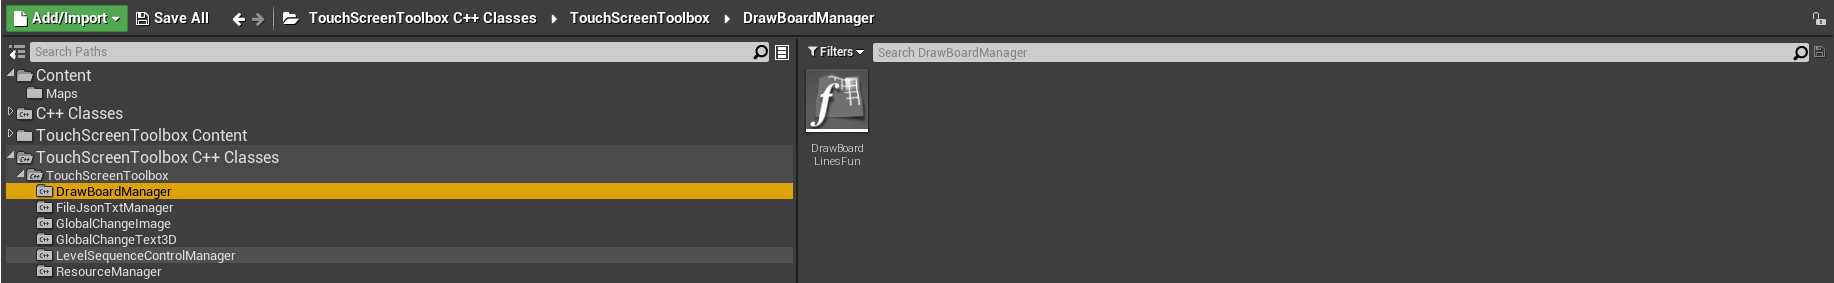 Add/Import Save All TouchScreenToolbox C++ Classes TouchScreenToolbox DrawBoardManager
Search Paths
Content
Maps
C++ Classes
TouchScreenToolbox Content
TouchScreenToolbox C++ Classes
TouchScreenToolbox
DrawBoardManager
FileJsonTxtManager
GlobalChangeImage
GlobalChangeText3D
LevelSequenceControlManager
ResourceManager
Filters Search DrawBoardManager
DrawBoard
LinesFun